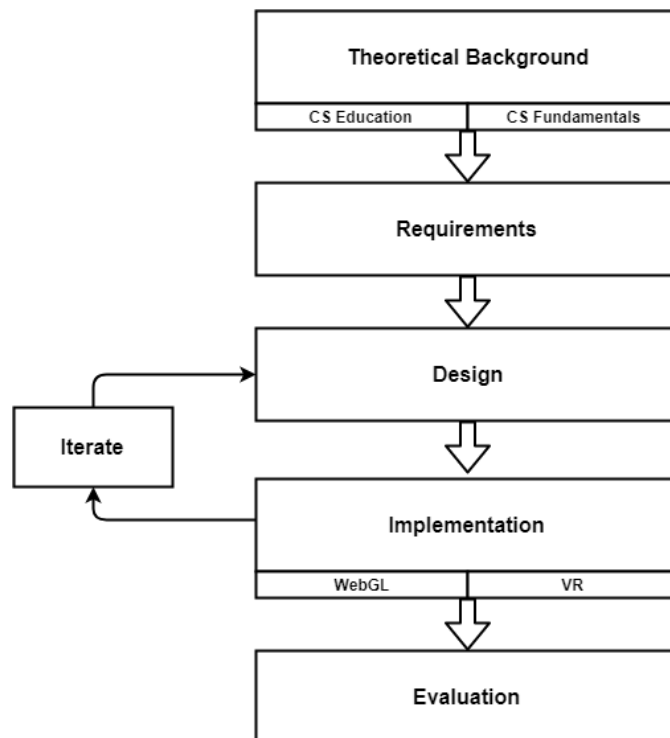 Theoretical Background
CS Education
CS Fundamentals
Requirements
Design
Iterate
Implementation
WebGL
VR
Evaluation